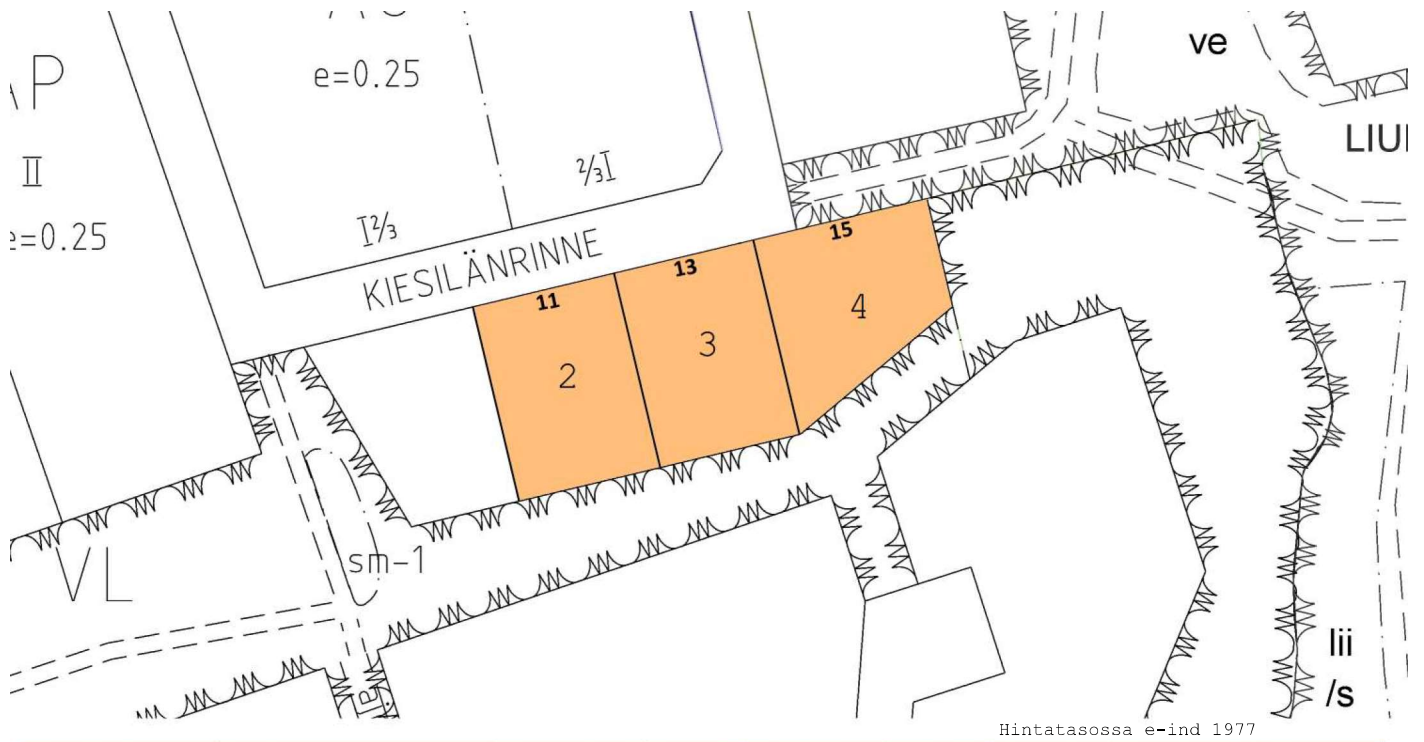 e=0.25
ve
P
LIU
II
⅔I
e=0.25
I⅔
KIESILÄNRINNE
15
13
11
4
3
2
sm-1
VL
lii
/s
Hintatasossa e-ind 1977